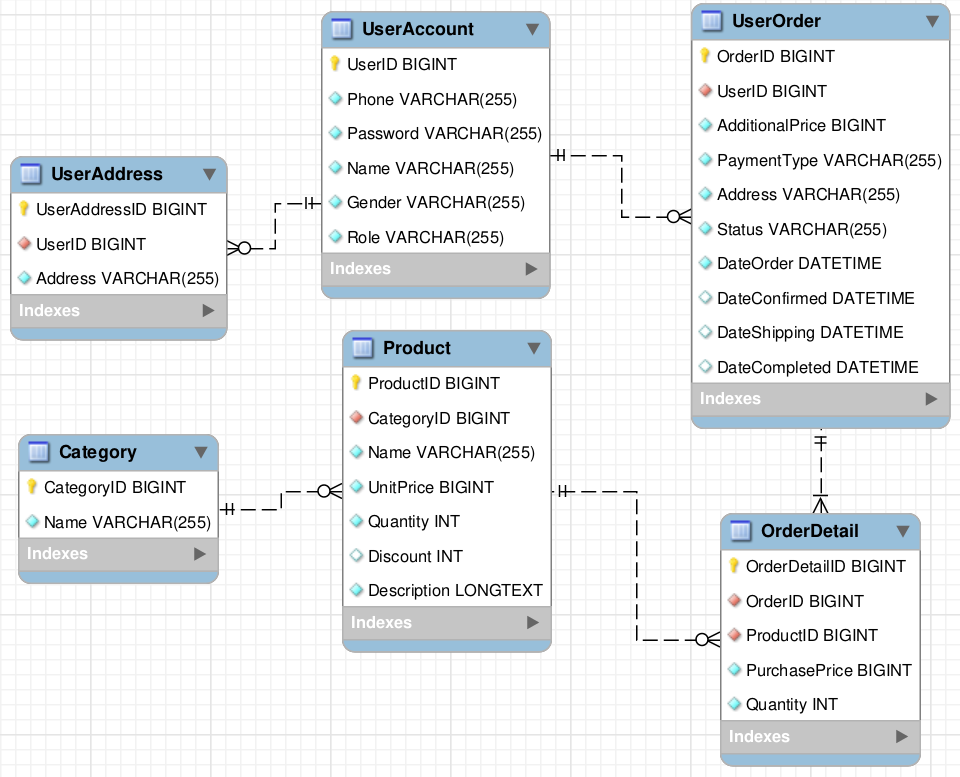 UserAccount
UserID BIGINT
Phone VARCHAR(255)
Password VARCHAR(255)
Name VARCHAR(255)
Gender VARCHAR(255)
Role VARCHAR(255)
Indexes
UserOrder
OrderID BIGINT
UserID BIGINT
AdditionalPrice BIGINT
PaymentType VARCHAR(255)
Address VARCHAR(255)
Status VARCHAR(255)
DateOrder DATETIME
DateConfirmed DATETIME
DateShipping DATETIME
DateCompleted DATETIME
Indexes
UserAddress
UserAddressID BIGINT
UserID BIGINT
Address VARCHAR(255)
Indexes
Product
ProductID BIGINT
CategoryID BIGINT
Name VARCHAR(255)
UnitPrice BIGINT
Quantity INT
Discount INT
Description LONGTEXT
Indexes
Category
CategoryID BIGINT
Name VARCHAR(255)
Indexes
OrderDetail
OrderDetailID BIGINT
OrderID BIGINT
ProductID BIGINT
PurchasePrice BIGINT
Quantity INT
Indexes